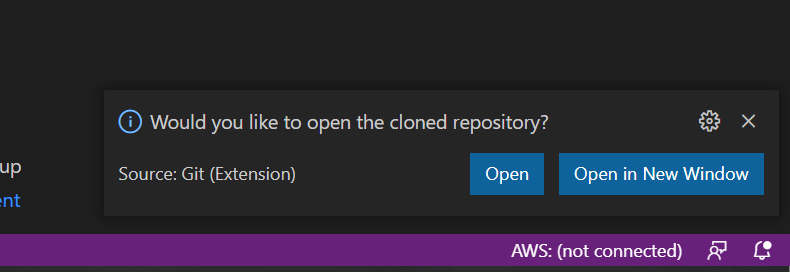 Would you like to open the cloned repository?
up
Source: Git (Extension)
Open
Open in New Window
ent
AWS: (not connected)